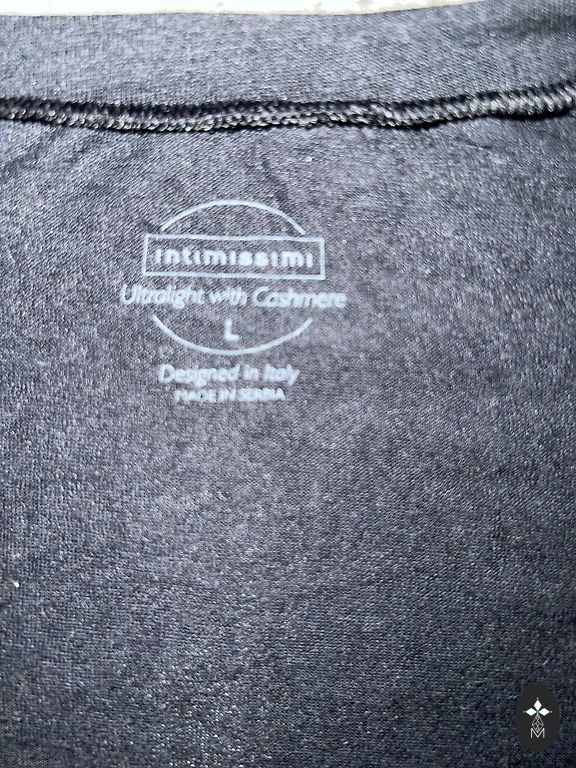 intimissimi
Ultralight with Cashmere
L
Designed in Italy
MADE IN SERBIA
M